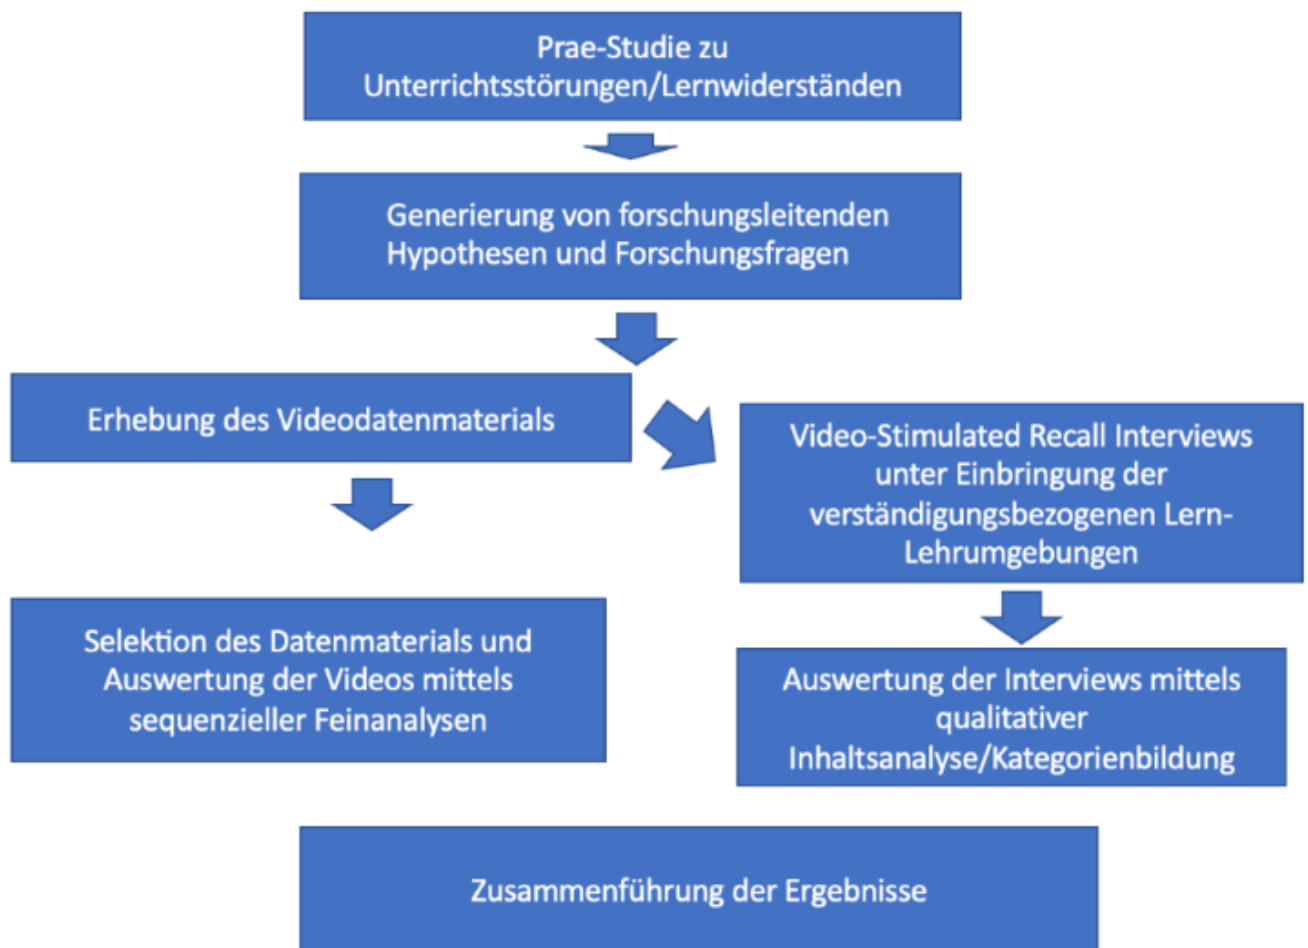 Prae-Studie zu
Unterrichtsstörungen/Lernwiderständen
Generierung von forschungsleitenden
Hypothesen und Forschungsfragen
Erhebung des Videodatenmaterials
Video-Stimulated Recall Interviews
unter Einbringung der
verständigungsbezogenen Lern-
Lehrumgebungen
Selektion des Datenmaterials und
Auswertung der Videos mittels
sequenzieller Feinanalysen
Auswertung der Interviews mittels
qualitativer
Inhaltsanalyse/Kategorienbildung
Zusammenführung der Ergebnisse